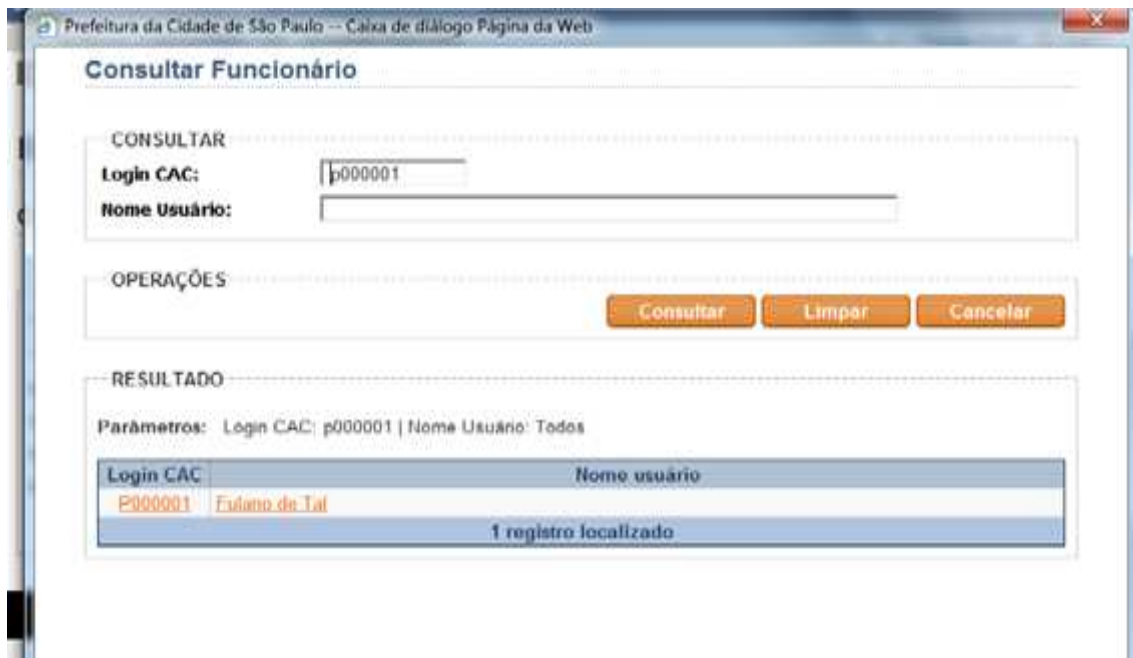 Prefeitura da Cidade de São Paulo -- Caixa de diálogo Página da Web
Consultar Funcionário
CONSULTAR
Login CAC: p000001
Nome Usuário:
OPERAÇÕES
Consultar Limpar Cancelar
RESULTADO
Parâmetros: Login CAC: p000001 | Nome Usuário: Todos
Login CAC Nome usuário
P000001 Fulano de Tal
1 registro localizado